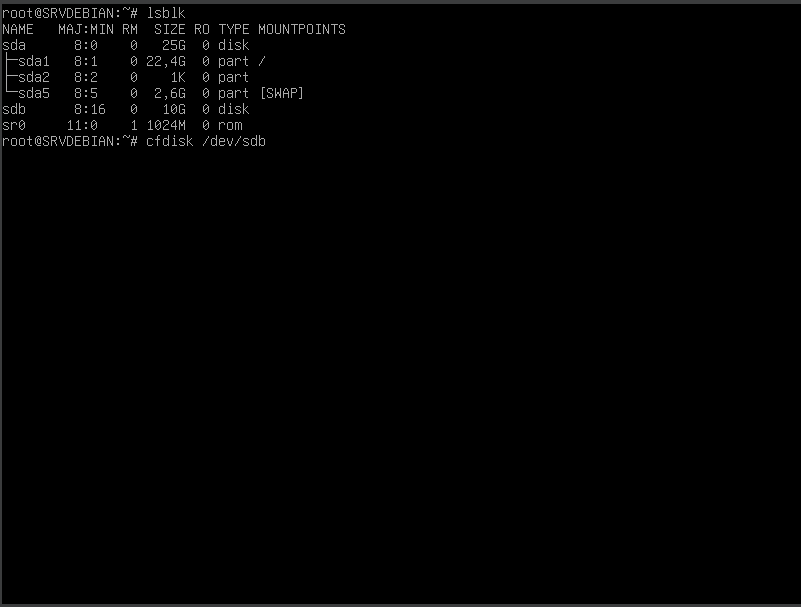 root@SRVDEBIAN:~# lsblk
NAME   MAJ:MIN RM  SIZE RO TYPE MOUNTPOINTS
sda      8:0    0   25G  0 disk
├─sda1   8:1    0 22,4G  0 part /
├─sda2   8:2    0    1K  0 part
└─sda5   8:5    0  2,6G  0 part [SWAP]
sdb      8:16   0   10G  0 disk
sr0     11:0    1 1024M  0 rom
root@SRVDEBIAN:~# cfdisk /dev/sdb